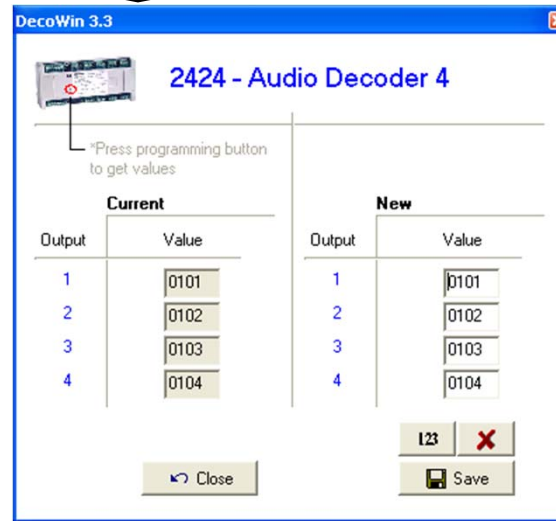 DecoWin 3.3
2424 - Audio Decoder 4
*Press programming button
to get values
Current
New
Output Value Output Value
1 0101 1 0101
2 0102 2 0102
3 0103 3 0103
4 0104 4 0104
123
Close Save